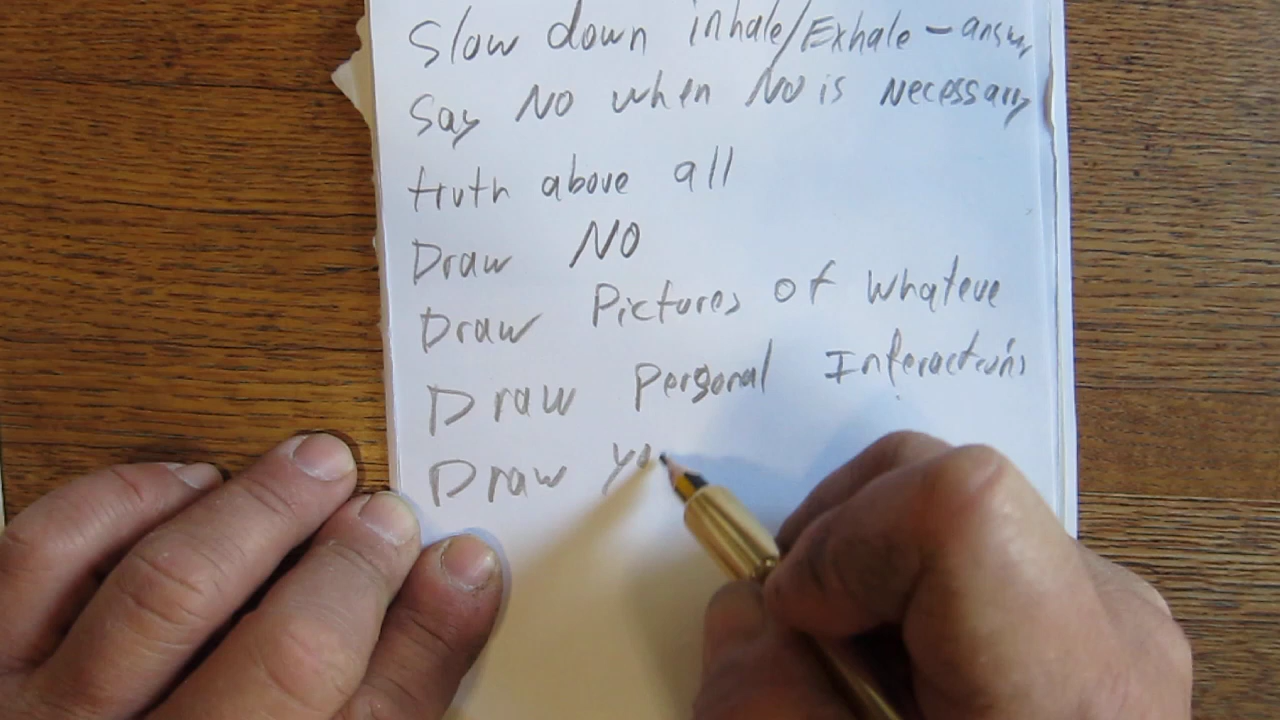 Slow down inhale/Exhale - answ
Say NO when No is Necessary
truth above all
Draw NO
Draw Pictures of Whateve
Draw Personal Interactions
Draw yo